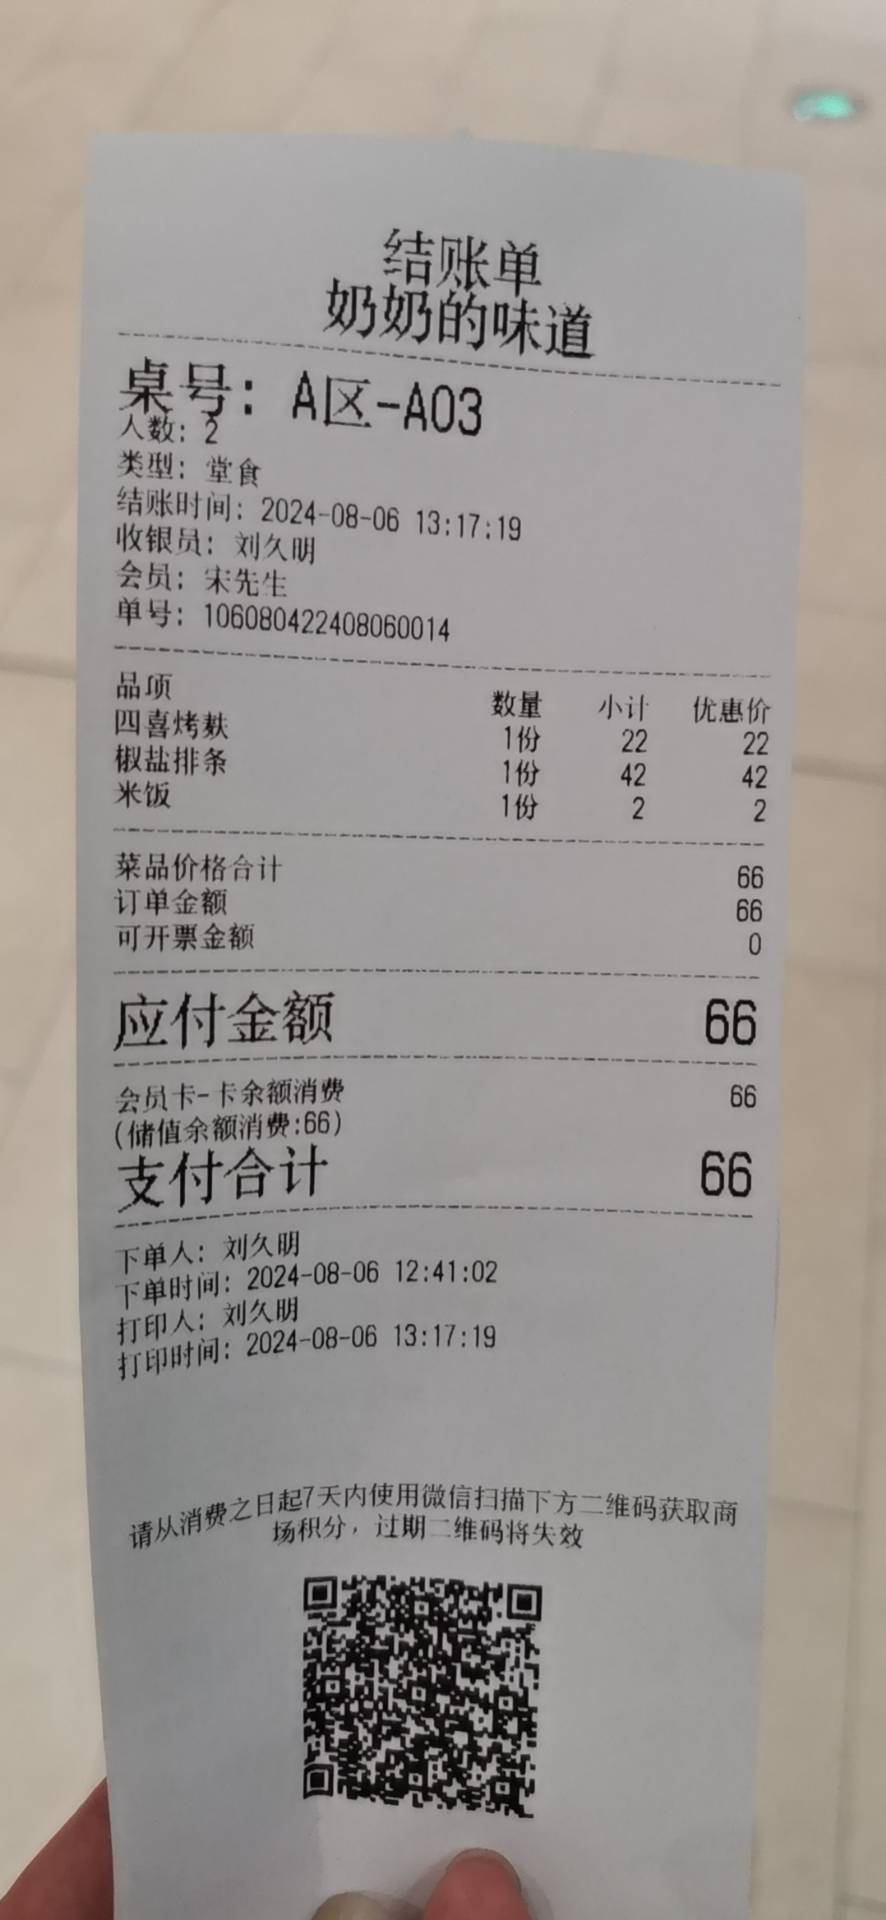 结账单
奶奶的味道
桌号: A区-A03
人数: 2
类型: 堂食
结账时间: 2024-08-06 13:17:19
收银员: 刘久明
会员: 宋先生
单号: 106080422408060014
品项 数量 小计 优惠价
四喜烤麸 1份 22 22
椒盐排条 1份 42 42
米饭 1份 2 2
菜品价格合计 66
订单金额 66
可开票金额 0
应付金额 66
会员卡-卡余额消费 66
(储值余额消费:66)
支付合计 66
下单人: 刘久明
下单时间: 2024-08-06 12:41:02
打印人: 刘久明
打印时间: 2024-08-06 13:17:19
请从消费之日起7天内使用微信扫描下方二维码获取商
场积分，过期二维码将失效